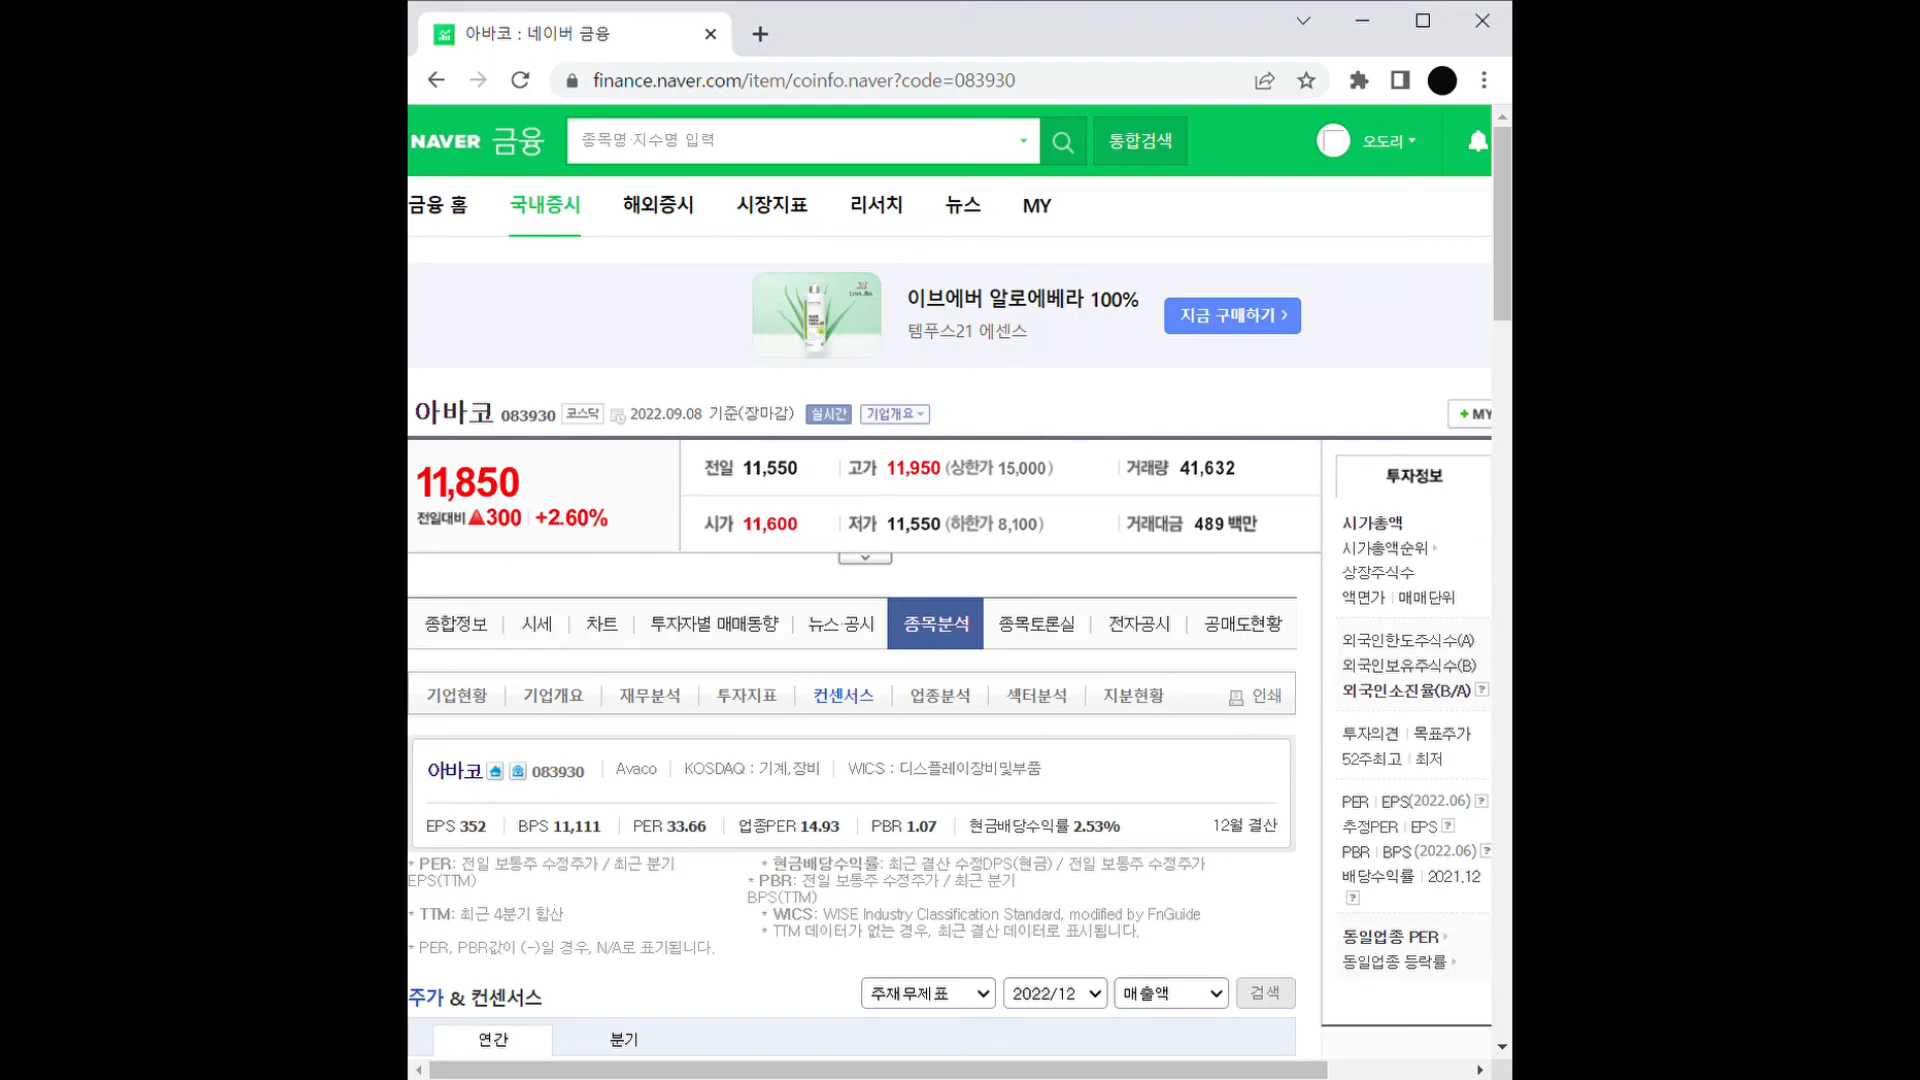 아바코 : 네이버 금융
finance.naver.com/item/coinfo.naver?code=083930
NAVER 금융
종목명·지수명 입력
통합검색
오도리
금융 홈 국내증시 해외증시 시장지표 리서치 뉴스 MY
이브에버 알로에베라 100%
템푸스21 에센스
지금 구매하기 >
아바코 083930 코스닥 2022.09.08 기준(장마감) 실시간 기업개요
+ MY
11,850
전일대비 ▲300 +2.60%
전일 11,550 고가 11,950 (상한가 15,000) 거래량 41,632
시가 11,600 저가 11,550 (하한가 8,100) 거래대금 489 백만
종합정보 시세 차트 투자자별 매매동향 뉴스·공시 종목분석 종목토론실 전자공시 공매도현황
기업현황 기업개요 재무분석 투자지표 컨센서스 업종분석 섹터분석 지분현황 인쇄
아바코 083930 Avaco KOSDAQ : 기계,장비 WICS : 디스플레이장비및부품
EPS 352 BPS 11,111 PER 33.66 업종PER 14.93 PBR 1.07 현금배당수익률 2.53% 12월 결산
* PER: 전일 보통주 수정주가 / 최근 분기
EPS(TTM)
* TTM: 최근 4분기 합산
* PER, PBR값이 (-)일 경우, N/A로 표기됩니다.
* 현금배당수익률: 최근 결산 수정DPS(현금) / 전일 보통주 수정주가
* PBR: 전일 보통주 수정주가 / 최근 분기
BPS(TTM)
* WICS: WISE Industry Classification Standard, modified by FnGuide
* TTM 데이터가 없는 경우, 최근 결산 데이터로 표시됩니다.
주가 & 컨센서스
주재무제표 2022/12 매출액 검색
연간 분기
투자정보
시가총액
시가총액순위
상장주식수
액면가 매매단위
외국인한도주식수(A)
외국인보유주식수(B)
외국인소진율(B/A) ?
투자의견 목표주가
52주최고 최저
PER EPS(2022.06) ?
추정PER EPS ?
PBR BPS (2022.06) ?
배당수익률 2021.12
?
동일업종 PER
동일업종 등락률